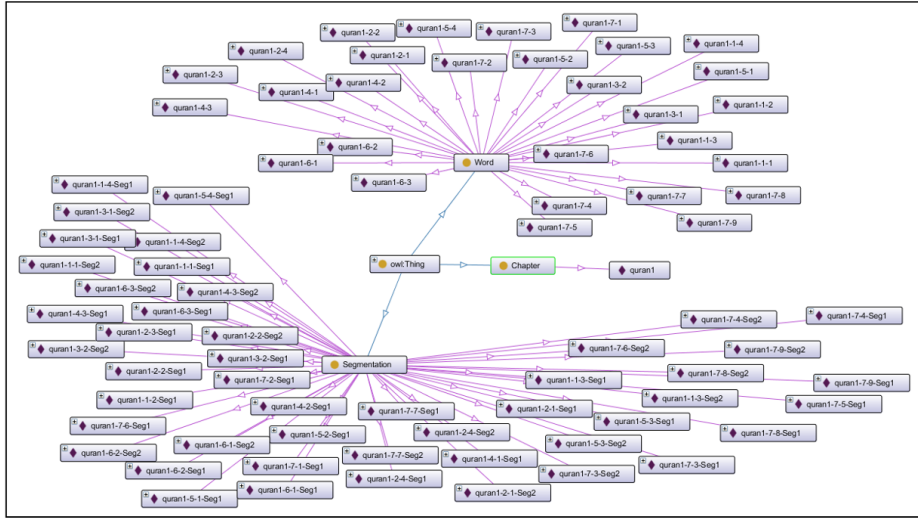 quran1-7-1
quran1-5-4
quran1-2-2
quran1-7-3
quran1-5-3
quran1-1-4
quran1-2-4
quran1-2-1
quran1-7-2
quran1-5-2
quran1-2-3
quran1-5-1
quran1-4-2
quran1-3-2
quran1-4-1
quran1-4-3
quran1-1-2
quran1-3-1
quran1-1-3
quran1-6-2
quran1-7-6
quran1-6-1
Word
quran1-1-1
quran1-6-3
quran1-1-4-Seg1
quran1-5-4-Seg1
quran1-7-7
quran1-7-8
quran1-7-4
quran1-3-1-Seg2
quran1-7-9
quran1-7-5
quran1-3-1-Seg1
quran1-1-4-Seg2
quran1-1-1-Seg2
quran1-1-1-Seg1
owl:Thing
Chapter
quran1
quran1-6-3-Seg2
quran1-4-3-Seg2
quran1-4-3-Seg1
quran1-6-3-Seg1
quran1-7-4-Seg2
quran1-7-4-Seg1
quran1-2-3-Seg1
quran1-2-2-Seg2
quran1-3-2-Seg2
quran1-3-2-Seg1
quran1-7-6-Seg2
quran1-7-9-Seg2
Segmentation
quran1-2-2-Seg1
quran1-7-2-Seg1
quran1-1-3-Seg1
quran1-7-8-Seg2
quran1-7-9-Seg1
quran1-1-2-Seg1
quran1-4-2-Seg1
quran1-7-7-Seg1
quran1-2-1-Seg1
quran1-1-3-Seg2
quran1-7-5-Seg1
quran1-7-6-Seg1
quran1-5-2-Seg1
quran1-2-4-Seg2
quran1-5-3-Seg1
quran1-7-8-Seg1
quran1-6-2-Seg2
quran1-6-1-Seg2
quran1-7-7-Seg2
quran1-4-1-Seg1
quran1-5-3-Seg2
quran1-6-2-Seg1
quran1-7-1-Seg1
quran1-2-4-Seg1
quran1-7-3-Seg2
quran1-7-3-Seg1
quran1-5-1-Seg1
quran1-6-1-Seg1
quran1-2-1-Seg2